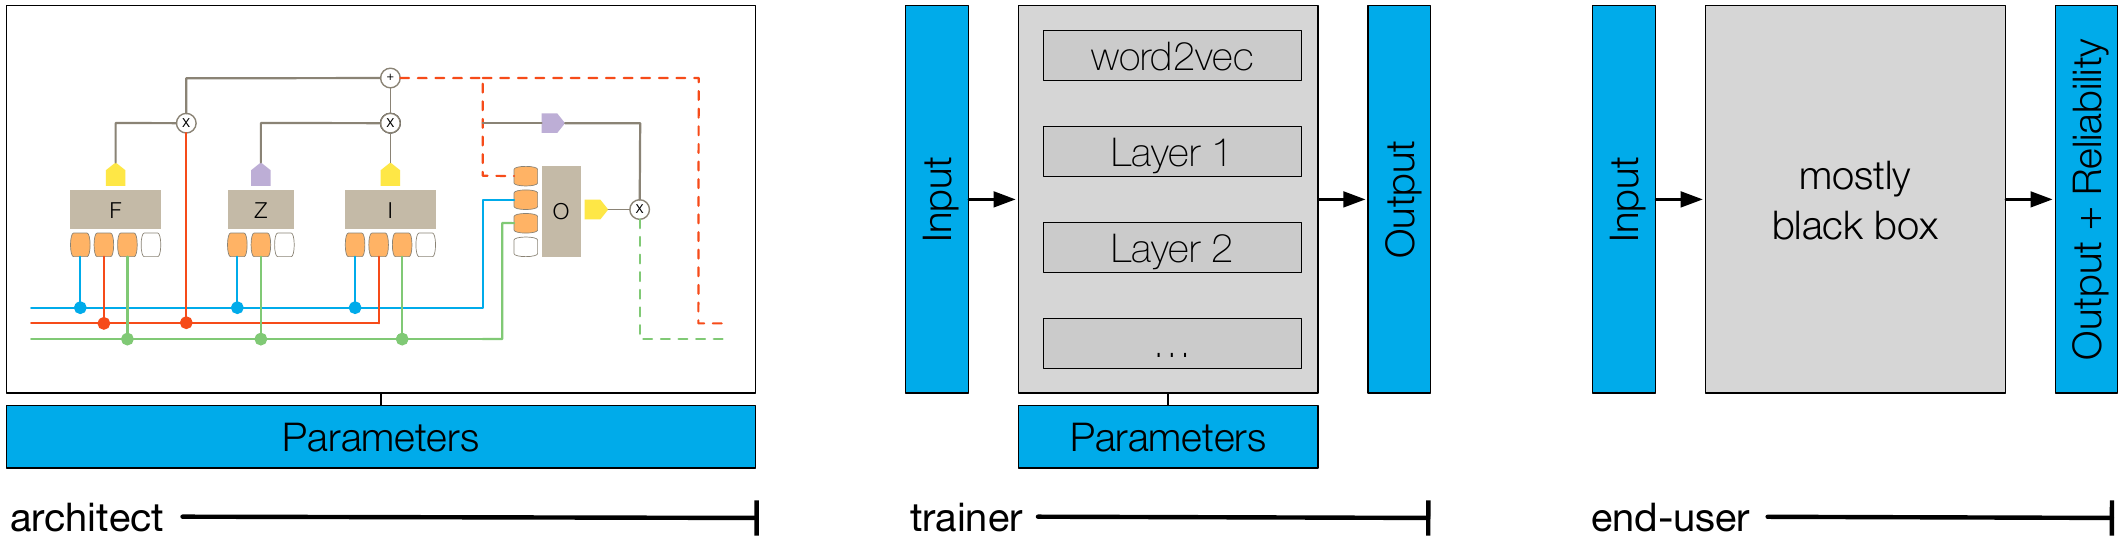 +
X
X
F
Z
I
O
X
Parameters
architect
Input
word2vec
Layer 1
Layer 2
...
Output
Parameters
trainer
Input
mostly
black box
Output + Reliability
end-user